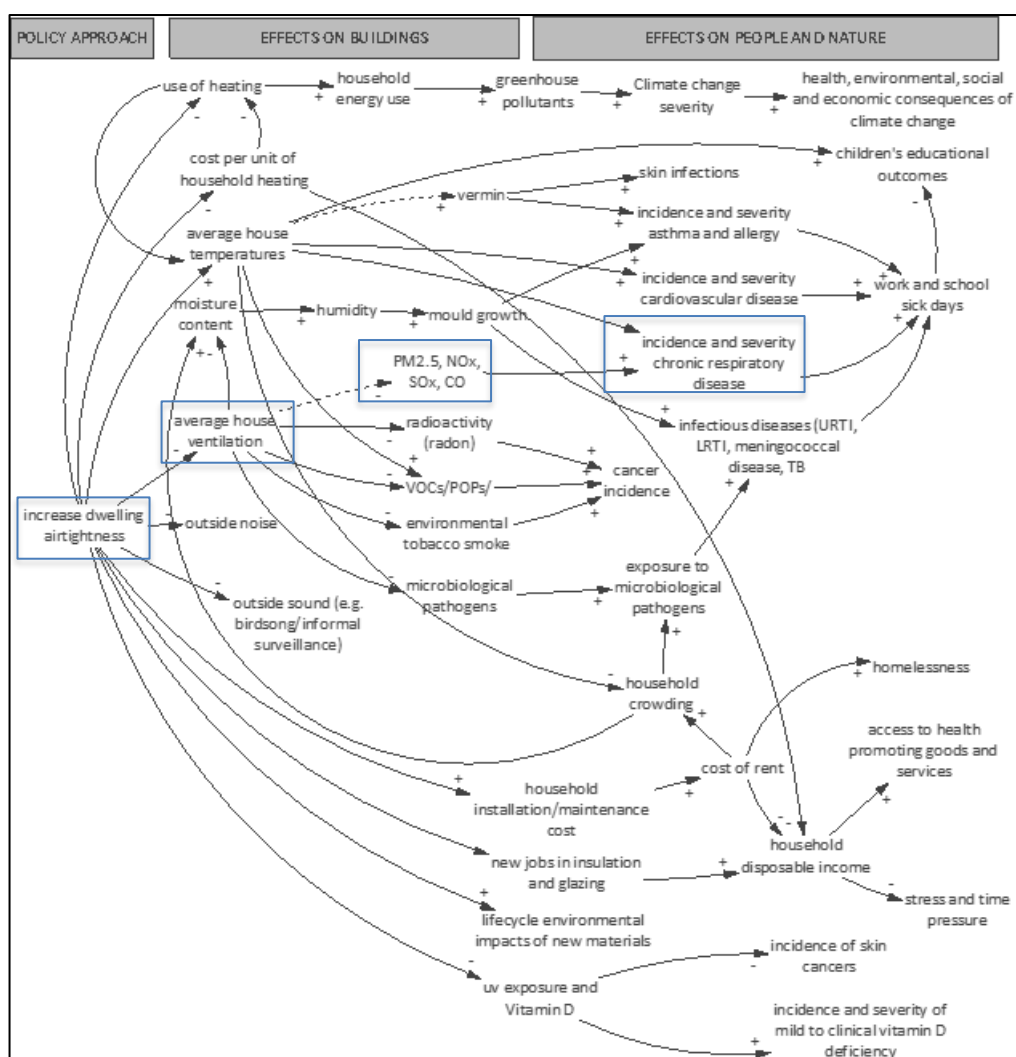 POLICY APPROACH
EFFECTS ON BUILDINGS
EFFECTS ON PEOPLE AND NATURE
use of heating
household
energy use
greenhouse
pollutants
Climate change
severity
health, environmental, social
and economic consequences of
climate change
cost per unit of
household heating
children's educational
outcomes
vermin
skin infections
average house
temperatures
incidence and severity
asthma and allergy
incidence and severity
cardiovascular disease
work and school
sick days
moisture
content
humidity
mould growth
PM2.5, NOx,
SOx, CO
incidence and severity
chronic respiratory
disease
average house
ventilation
radioactivity
(radon)
infectious diseases (URTI,
LRTI, meningococcal
disease, TB
VOCs/POPs/
cancer
incidence
increase dwelling
airtightness
outside noise
environmental
tobacco smoke
microbiological
pathogens
exposure to
microbiological
pathogens
outside sound (e.g.
birdsong/informal
surveillance)
household
crowding
homelessness
cost of rent
access to health
promoting goods and
services
household
installation/maintenance
cost
new jobs in insulation
and glazing
household
disposable income
stress and time
pressure
lifecycle environmental
impacts of new materials
uv exposure and
Vitamin D
incidence of skin
cancers
incidence and severity of
mild to clinical vitamin D
deficiency